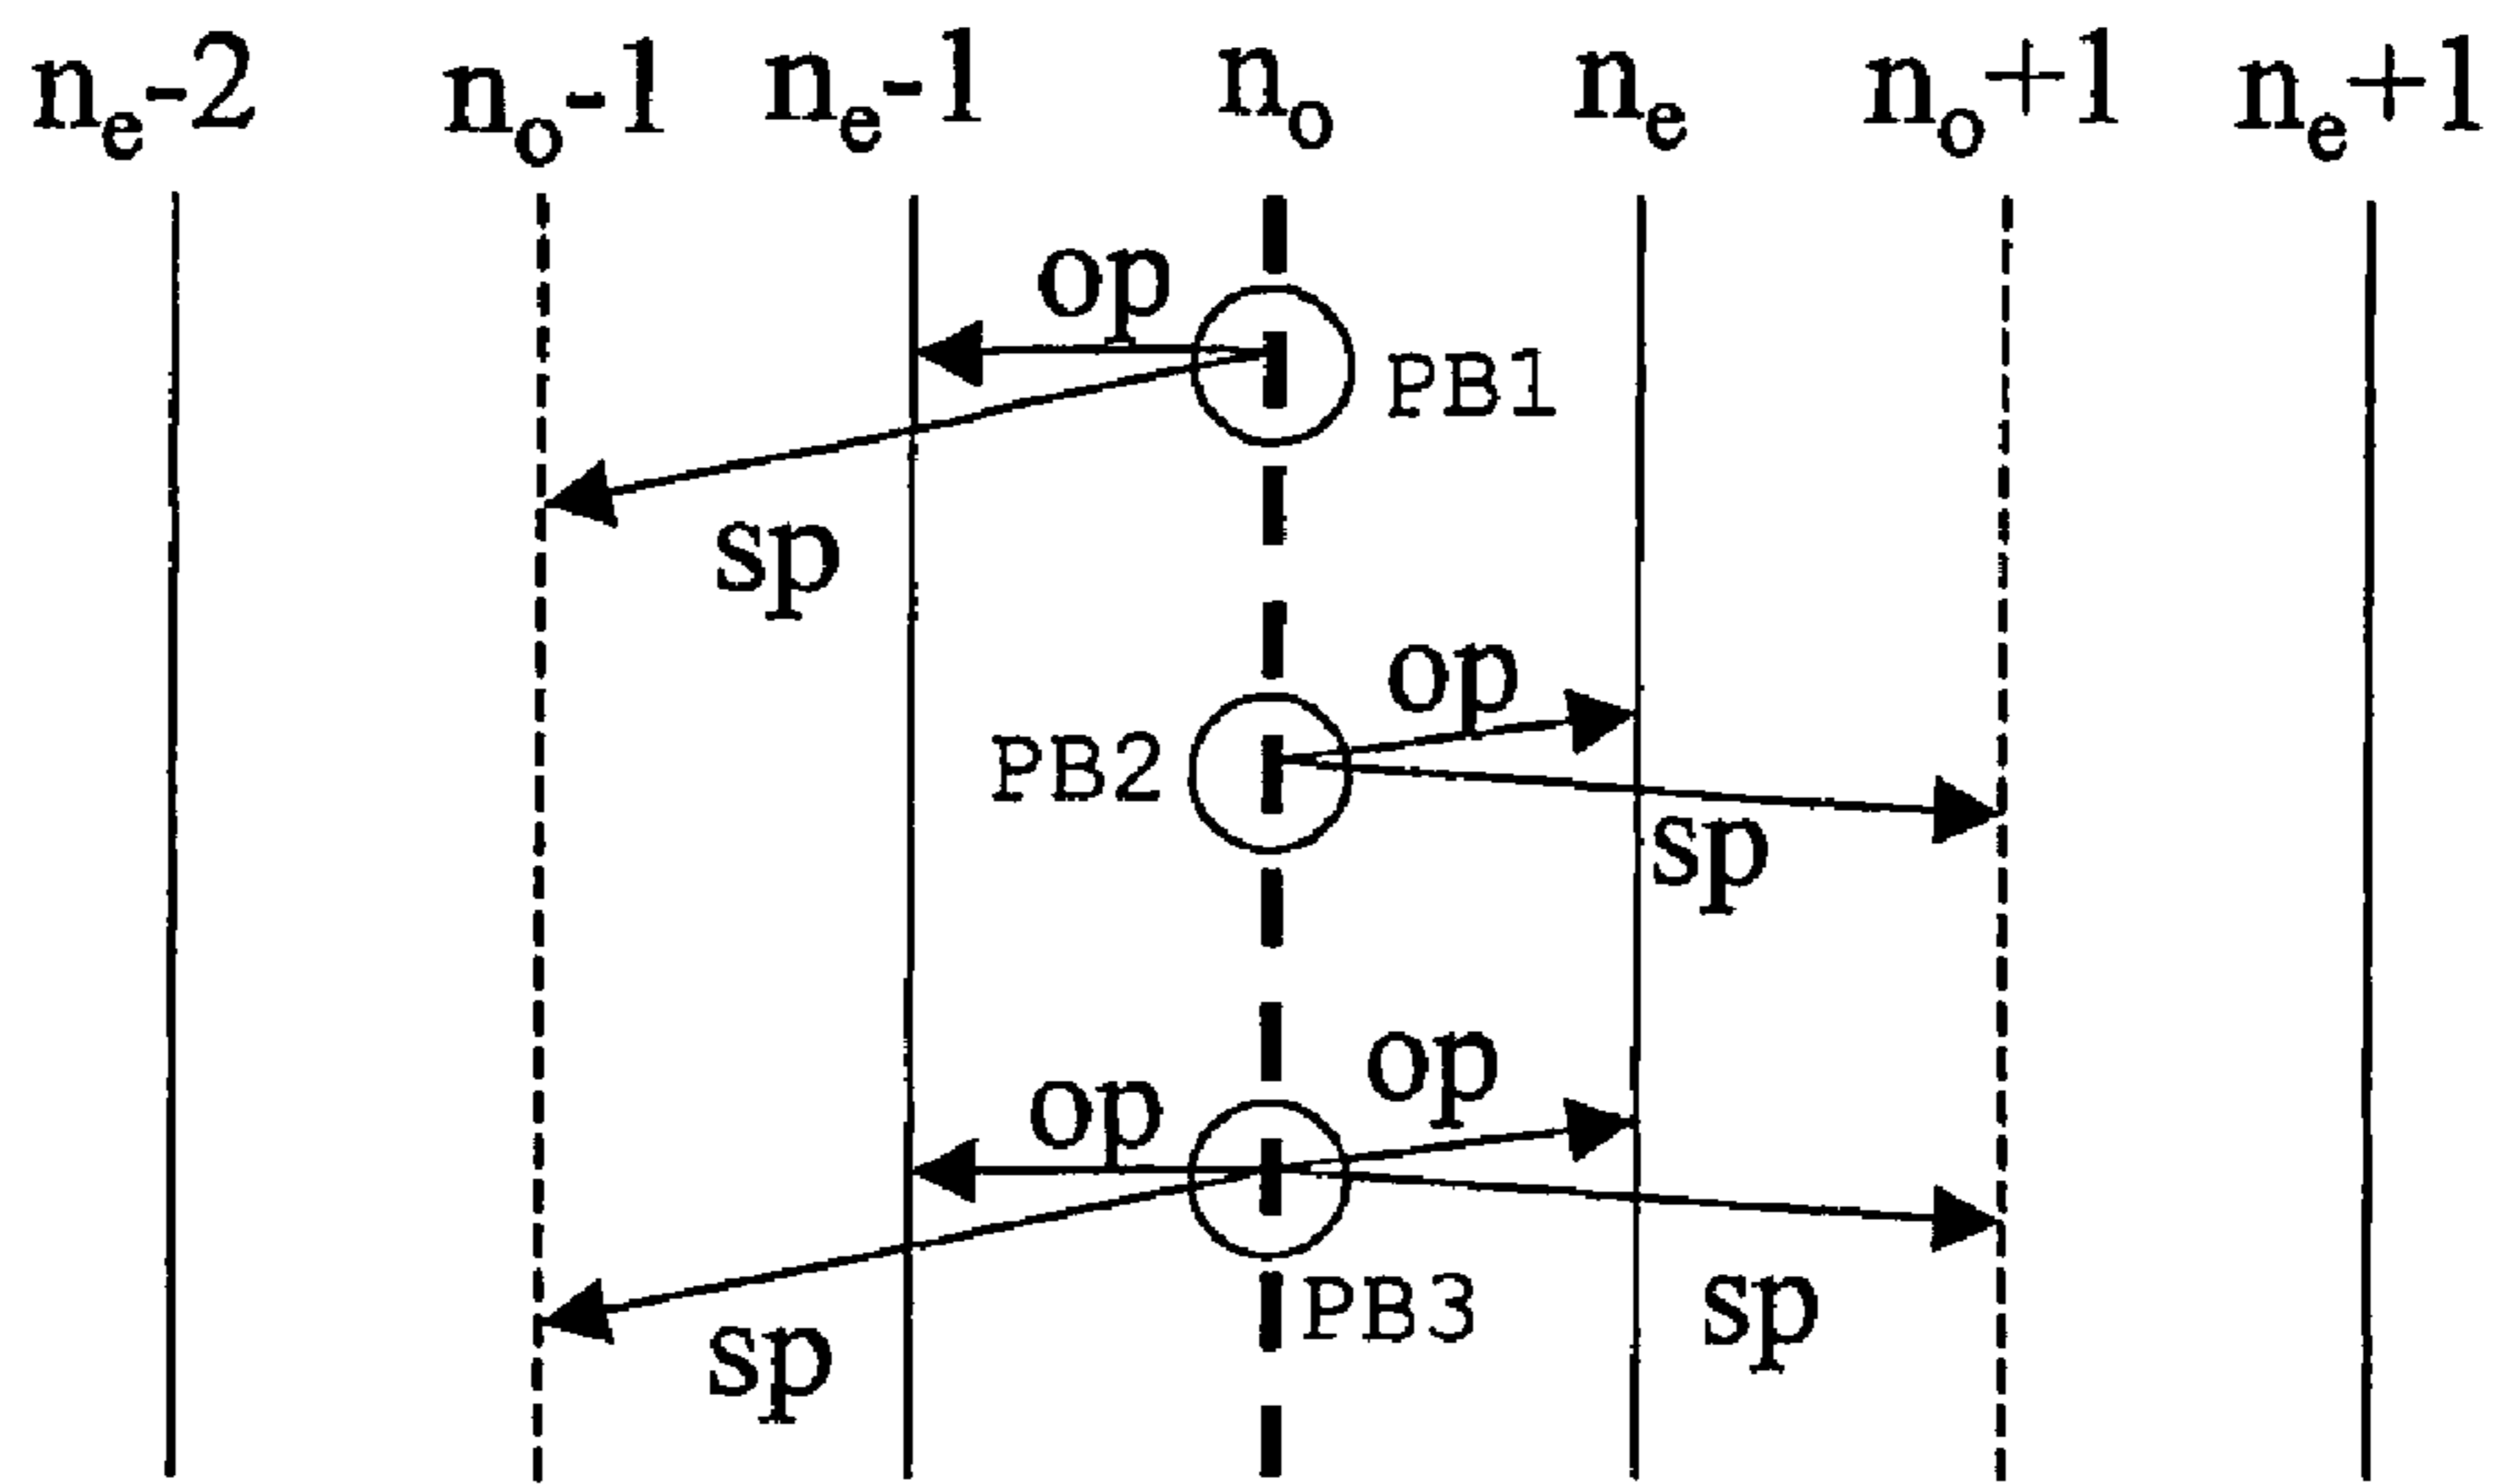 nₑ-2 nₒ-1 nₑ-1 nₒ nₑ nₒ+1 nₑ+1
op
PB1
sp
op
PB2
sp
op
op
PB3
sp
sp